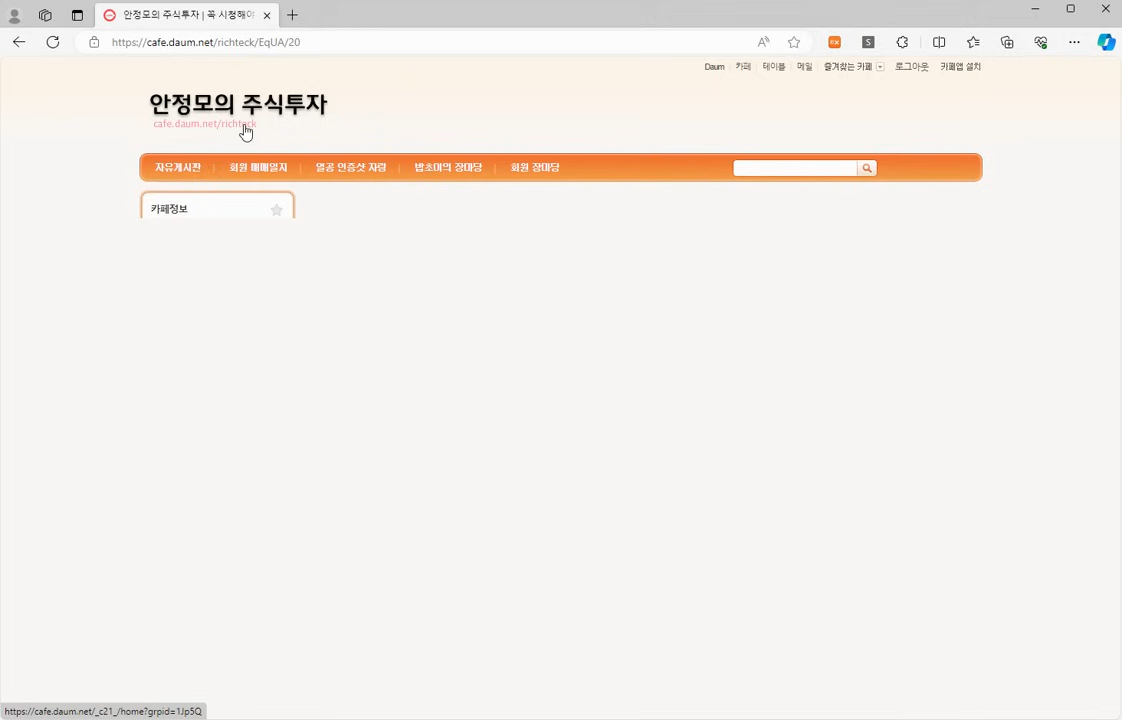 안정모의 주식투자 | 꼭 시청해야
https://cafe.daum.net/richteck/EqUA/20
Daum | 카페 | 테이블 | 메일 | 즐겨찾는 카페 로그아웃 카페앱 설치
안정모의 주식투자
cafe.daum.net/richteck
자유게시판 | 회원 매매일지 | 열공 인증샷 자랑 | 밥초며의 장마당 | 회원 장마당
카페정보
https://cafe.daum.net/_c21_/home?grpid=1Jp5Q